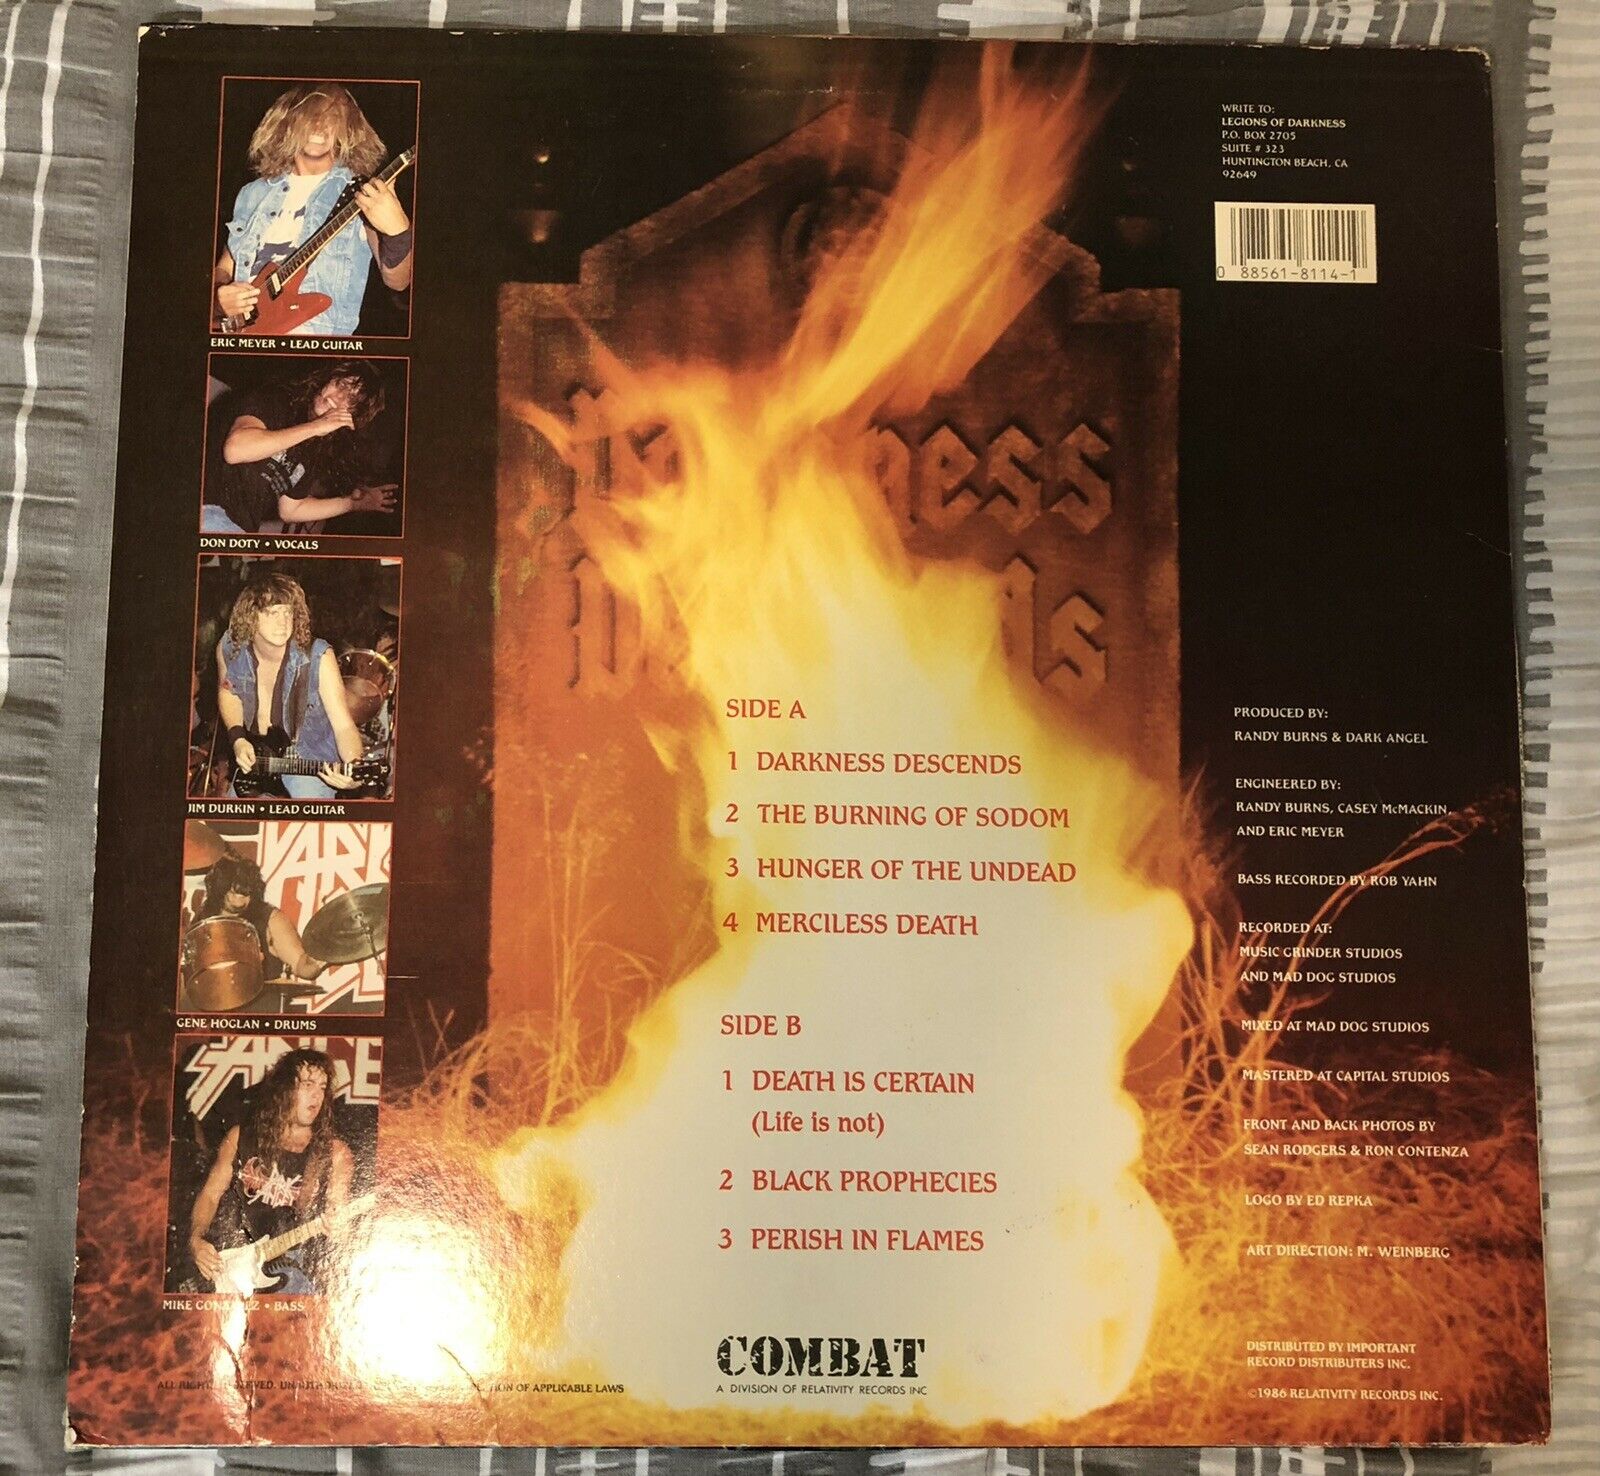 ERIC MEYER • LEAD GUITAR
DON DOTY • VOCALS
JIM DURKIN • LEAD GUITAR
GENE HOGLAN • DRUMS
MIKE • BASS
WRITE TO:
LEGIONS OF DARKNESS
P.O. BOX 2705
SUITE # 323
HUNTINGTON BEACH, CA
92649
0 88561-8114-1
SIDE A
1 DARKNESS DESCENDS
2 THE BURNING OF SODOM
3 HUNGER OF THE UNDEAD
4 MERCILESS DEATH
SIDE B
1 DEATH IS CERTAIN
(Life is not)
2 BLACK PROPHECIES
3 PERISH IN FLAMES
COMBAT
A DIVISION OF RELATIVITY RECORDS INC
PRODUCED BY:
RANDY BURNS & DARK ANGEL
ENGINEERED BY:
RANDY BURNS, CASEY McMACKIN,
AND ERIC MEYER
BASS RECORDED BY ROB YAHN
RECORDED AT:
MUSIC GRINDER STUDIOS
AND MAD DOG STUDIOS
MIXED AT MAD DOG STUDIOS
MASTERED AT CAPITAL STUDIOS
FRONT AND BACK PHOTOS BY
SEAN RODGERS & RON CONTENZA
LOGO BY ED REPKA
ART DIRECTION: M. WEINBERG
DISTRIBUTED BY IMPORTANT
RECORD DISTRIBUTERS INC.
©1986 RELATIVITY RECORDS INC.
ALL OF APPLICABLE LAWS